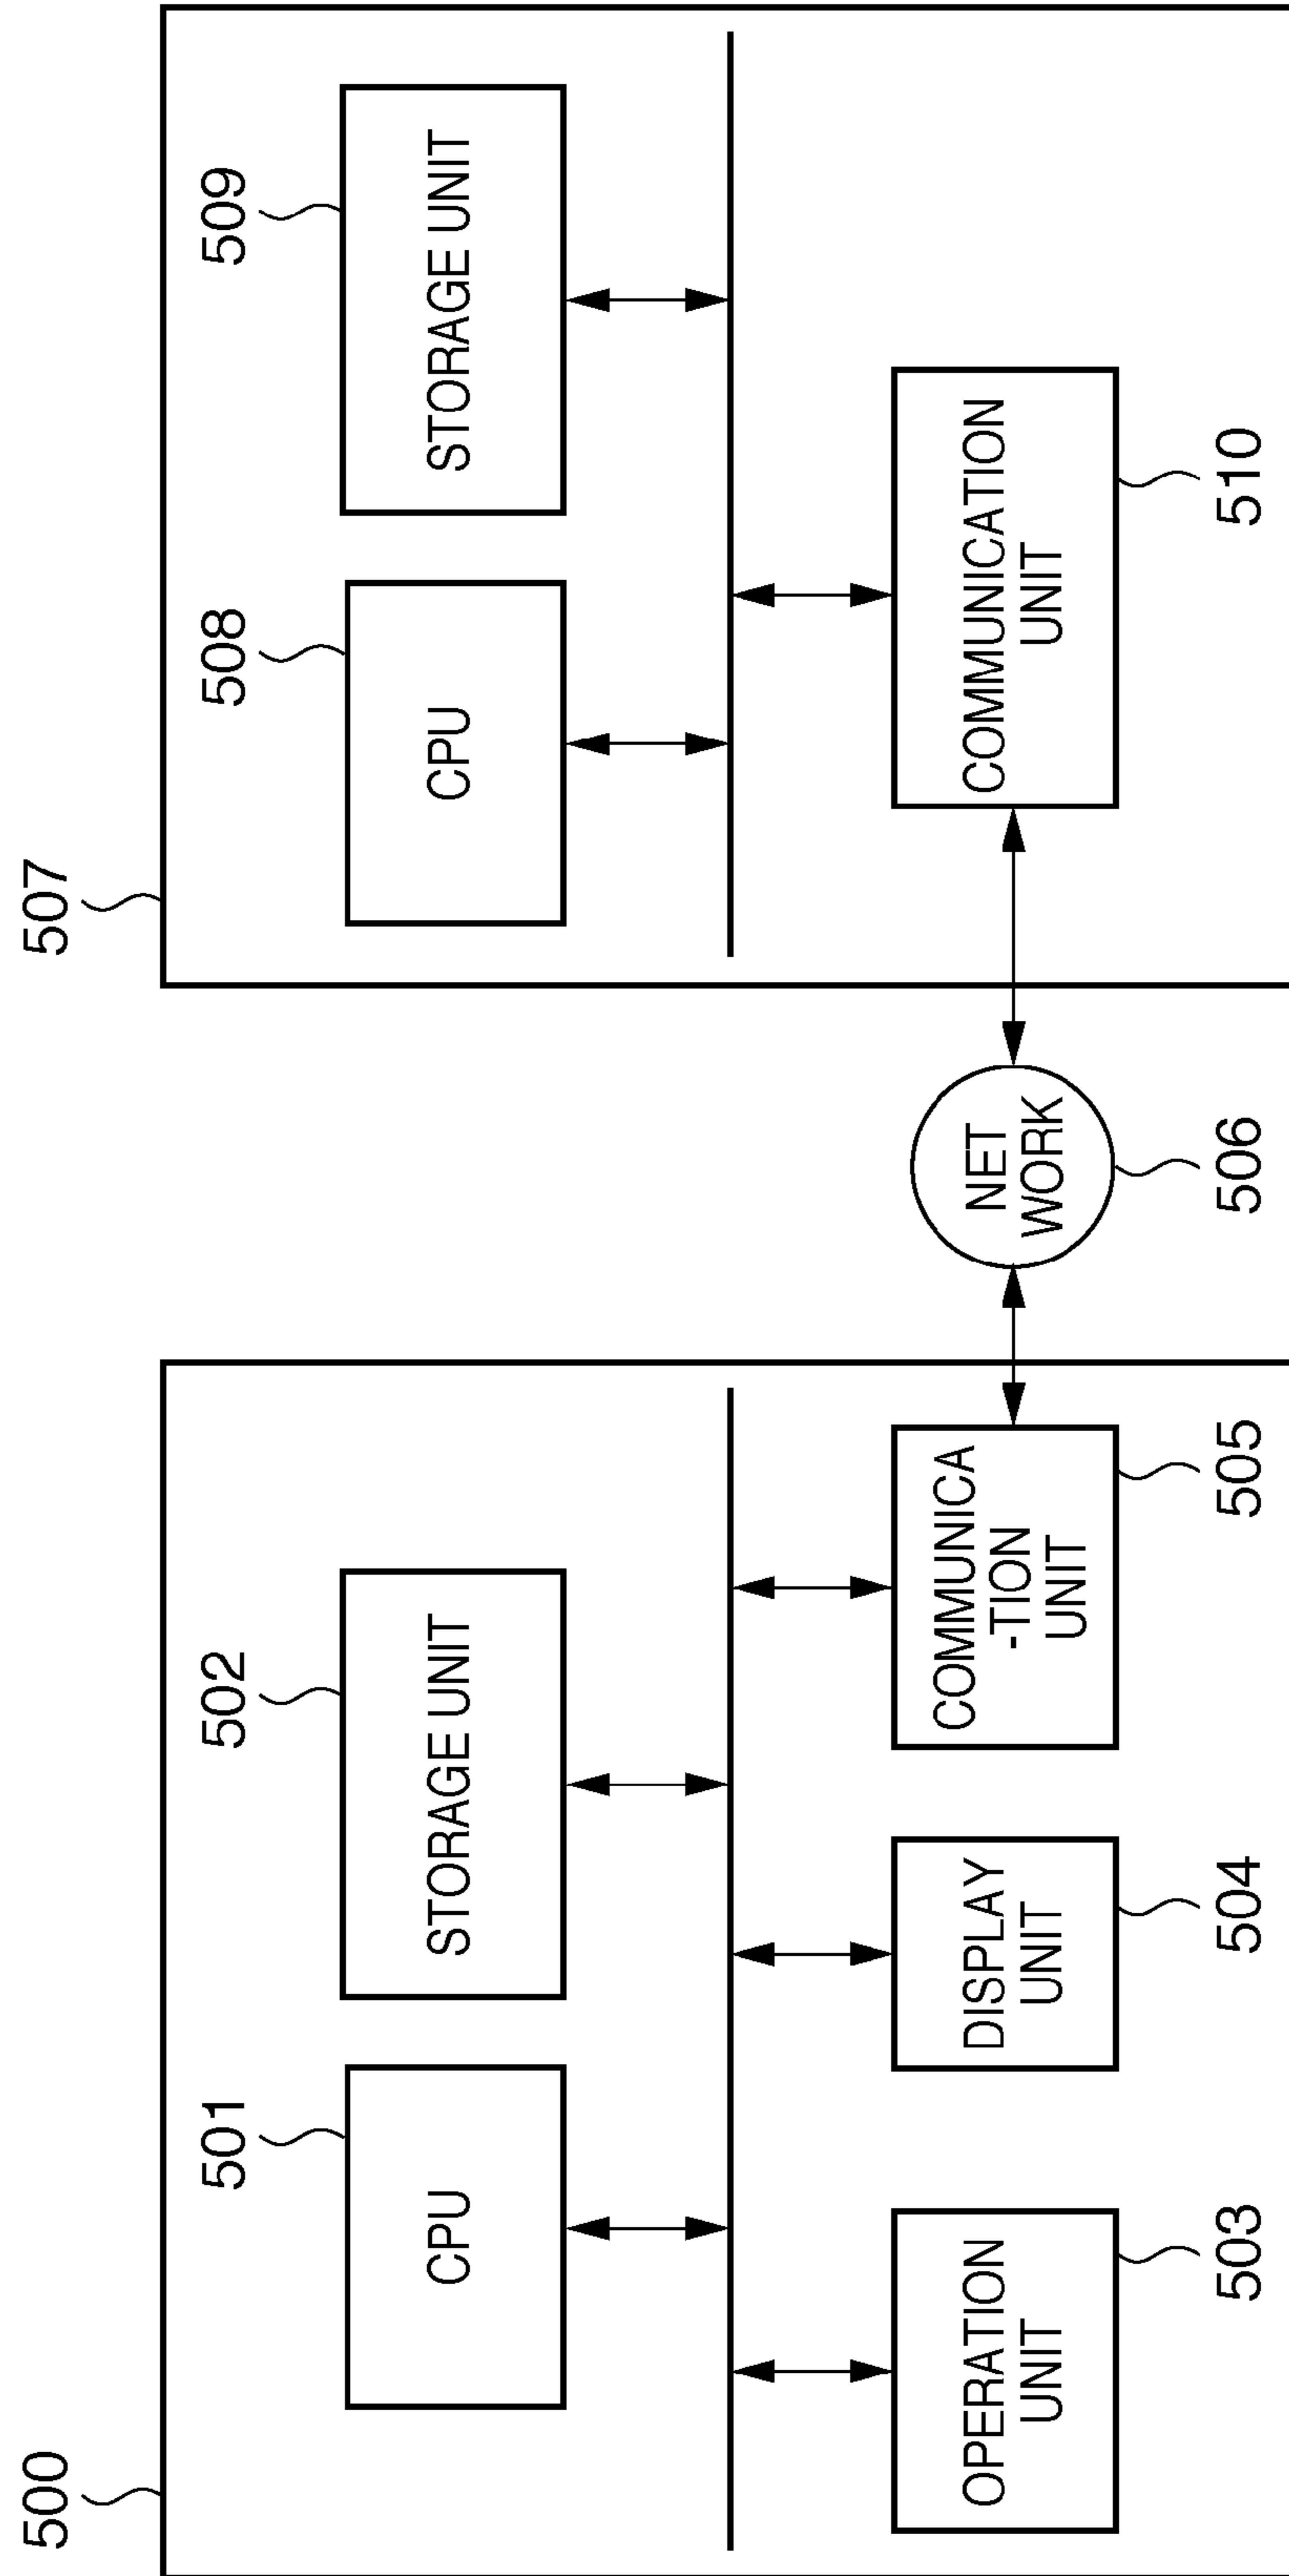 500
507
501
502
508
509
CPU
STORAGE UNIT
CPU
STORAGE UNIT
OPERATION
UNIT
DISPLAY
UNIT
COMMUNICA
-TION
UNIT
NET
WORK
COMMUNICATION
UNIT
503
504
505
506
510